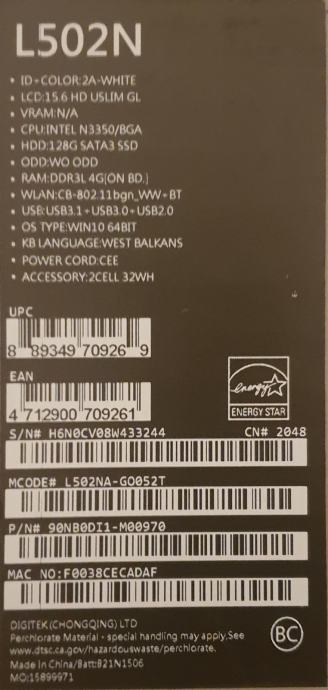 L502N
• ID+COLOR:2A-WHITE
• LCD:15.6 HD USLIM GL
• VRAM:N/A
• CPU:INTEL N3350/BGA
• HDD:128G SATA3 SSD
• ODD:WO ODD
• RAM:DDR3L 4G(ON BD.)
• WLAN:CB-802.11bgn_WW+BT
• USB:USB3.1+USB3.0+USB2.0
• OS TYPE:WIN10 64BIT
• KB LANGUAGE:WEST BALKANS
• POWER CORD:CEE
• ACCESSORY:2CELL 32WH
UPC
8 89349 70926 9
EAN
4 712900 709261
energy
ENERGY STAR
S/N# H6N0CV08W433244 CN# 2048
MCODE# L502NA-GO052T
P/N# 90NB0DI1-M00970
MAC NO:F0038CECADAF
DIGITEK(CHONGQING) LTD
Perchlorate Material - special handling may apply.See
www.dtsc.ca.gov/hazardouswaste/perchlorate.
Made in China/Batt:B21N1506
MO:15899971
BC